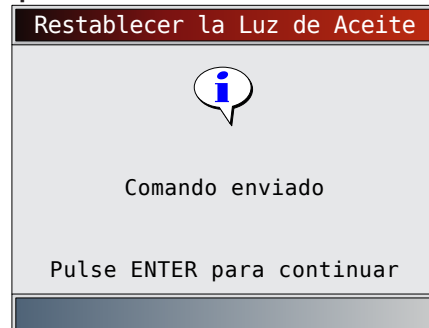 Restablecer la Luz de Aceite
i
Comando enviado
Pulse ENTER para continuar